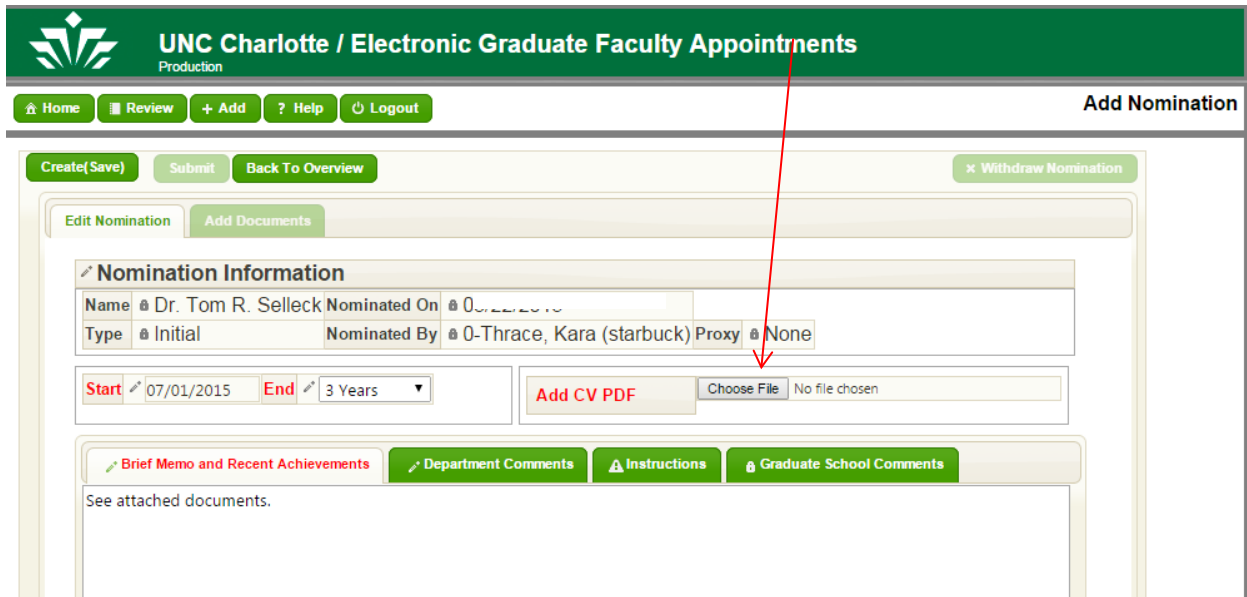 UNC Charlotte / Electronic Graduate Faculty Appointments
Production
Home Review + Add ? Help Logout Add Nomination
Create(Save) Submit Back To Overview × Withdraw Nomination
Edit Nomination Add Documents
Nomination Information
Name Dr. Tom R. Selleck Nominated On
Type Initial Nominated By 0-Thrace, Kara (starbuck) Proxy None
Start 07/01/2015 End 3 Years Add CV PDF Choose File No file chosen
Brief Memo and Recent Achievements Department Comments Instructions Graduate School Comments
See attached documents.